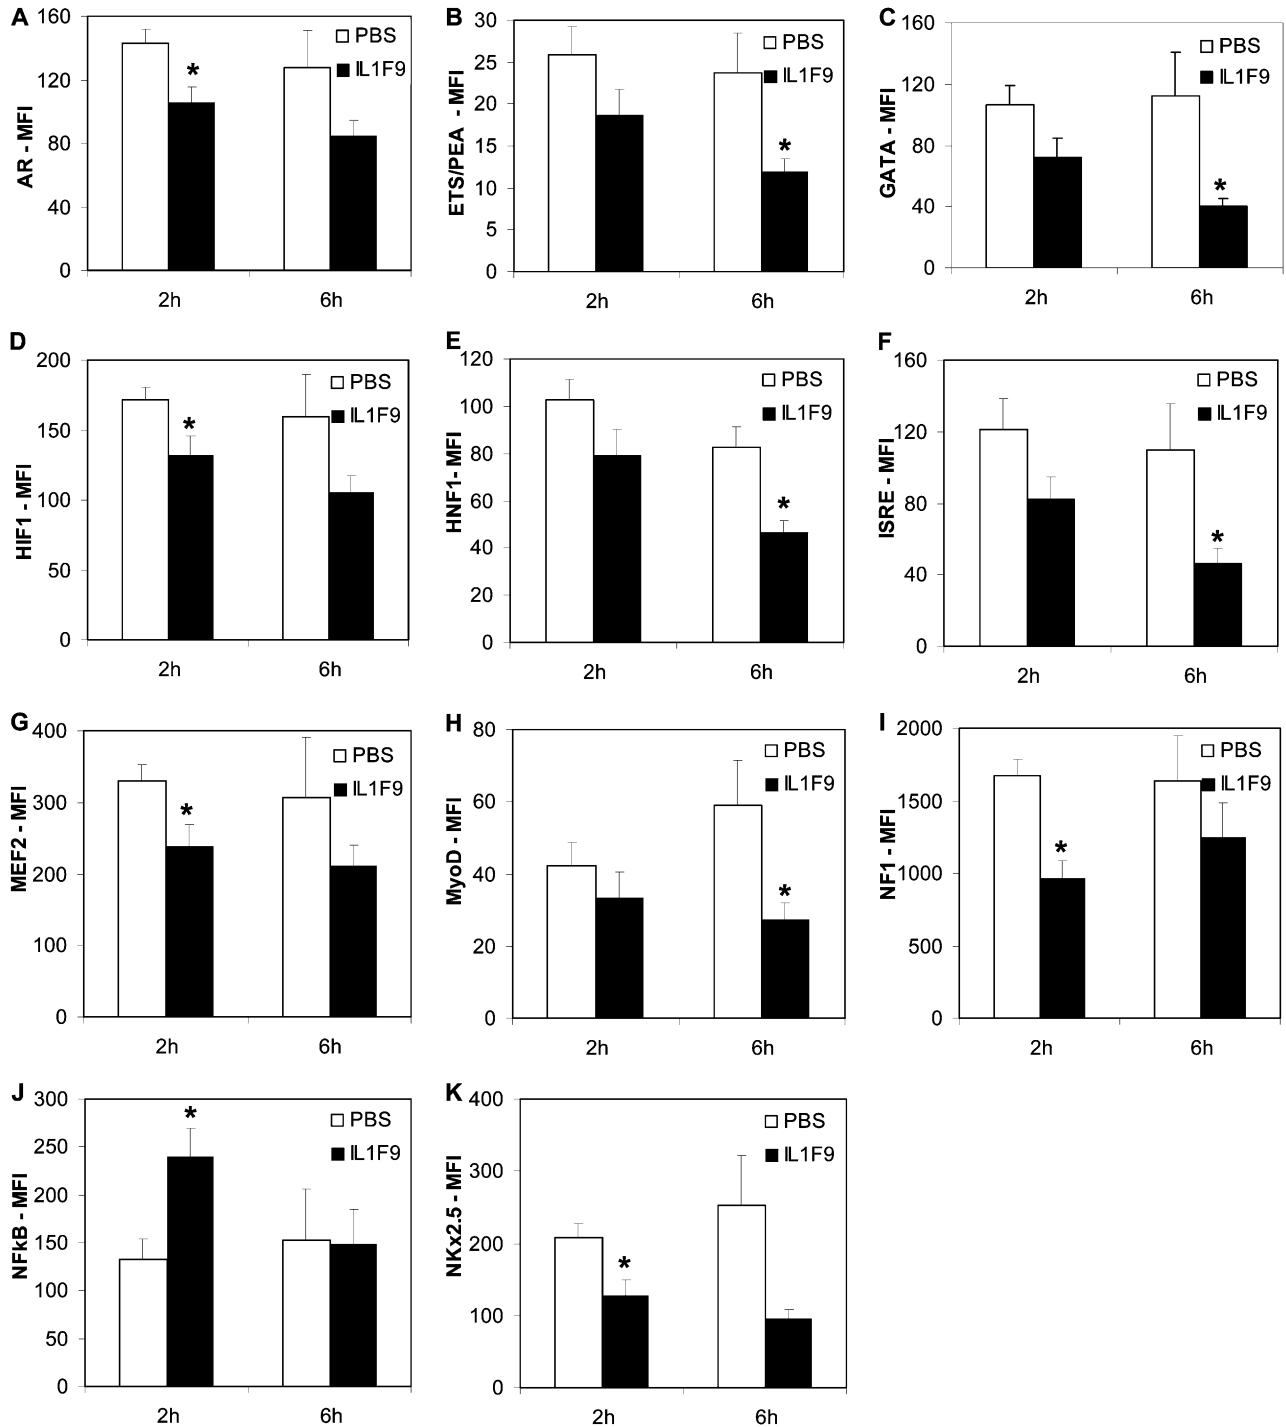 A
AR - MFI
160
120
80
40
0
PBS
IL1F9
*
2h
6h
B
ETS/PEA - MFI
30
25
20
15
10
5
0
PBS
IL1F9
*
2h
6h
C
GATA - MFI
160
120
80
40
0
PBS
IL1F9
*
2h
6h
D
HIF1 - MFI
200
150
100
50
0
PBS
IL1F9
*
2h
6h
E
HNF1- MFI
120
100
80
60
40
20
0
PBS
IL1F9
*
2h
6h
F
ISRE - MFI
160
120
80
40
0
PBS
IL1F9
*
2h
6h
G
MEF2 - MFI
400
300
200
100
0
PBS
IL1F9
*
2h
6h
H
MyoD - MFI
80
60
40
20
0
PBS
IL1F9
*
2h
6h
I
NF1 - MFI
2000
1500
1000
500
0
PBS
IL1F9
*
2h
6h
J
NFkB - MFI
300
250
200
150
100
50
0
PBS
IL1F9
*
2h
6h
K
NKx2.5 - MFI
400
300
200
100
0
PBS
IL1F9
*
2h
6h